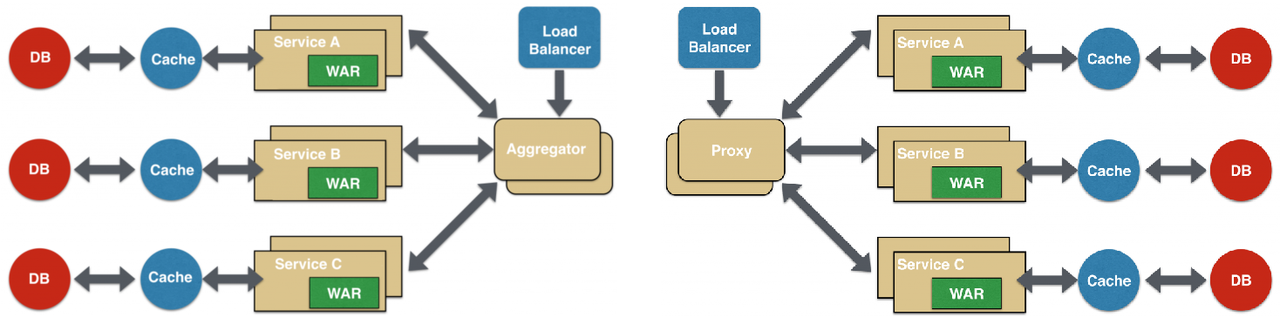 Load
Balancer
DB
Cache
Service A
WAR
Aggregator
DB
Cache
Service B
WAR
DB
Cache
Service C
WAR
Load
Balancer
Proxy
Service A
WAR
Cache
DB
Service B
WAR
Cache
DB
Service C
WAR
Cache
DB